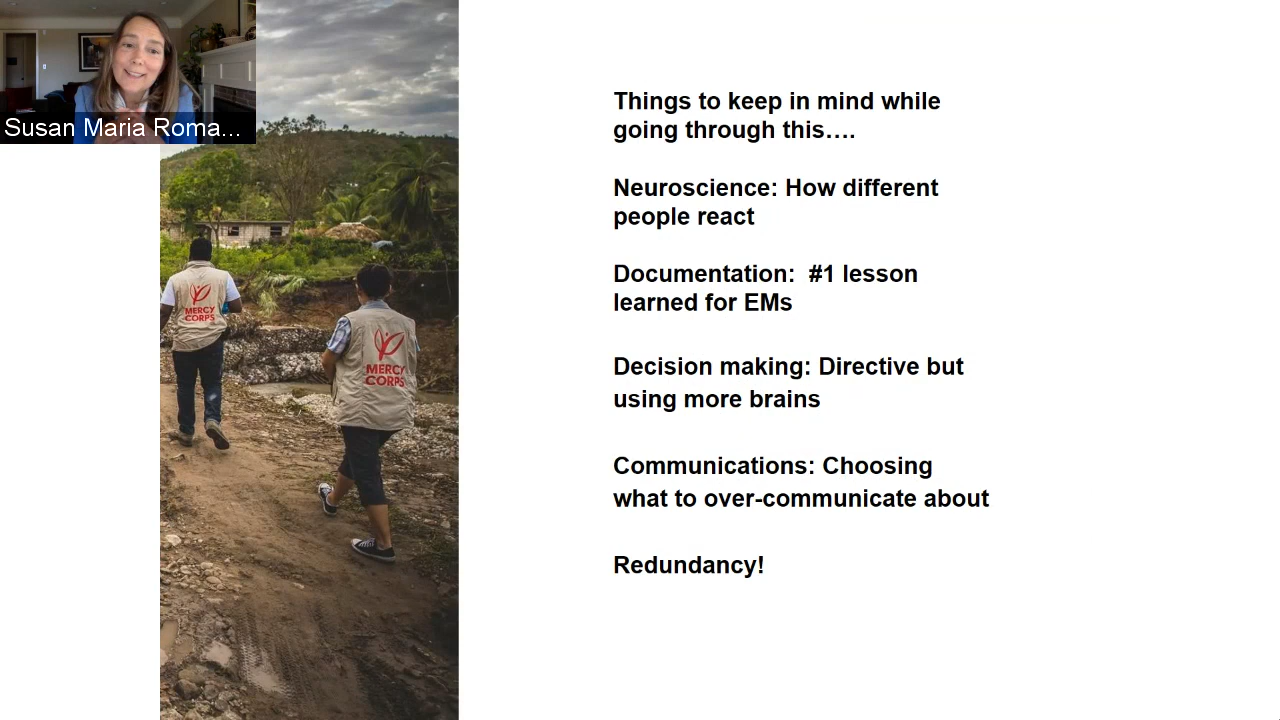 Susan Maria Roma...
MERCY
CORPS
MERCY
CORPS
Things to keep in mind while
going through this….
Neuroscience: How different
people react
Documentation:  #1 lesson
learned for EMs
Decision making: Directive but
using more brains
Communications: Choosing
what to over-communicate about
Redundancy!